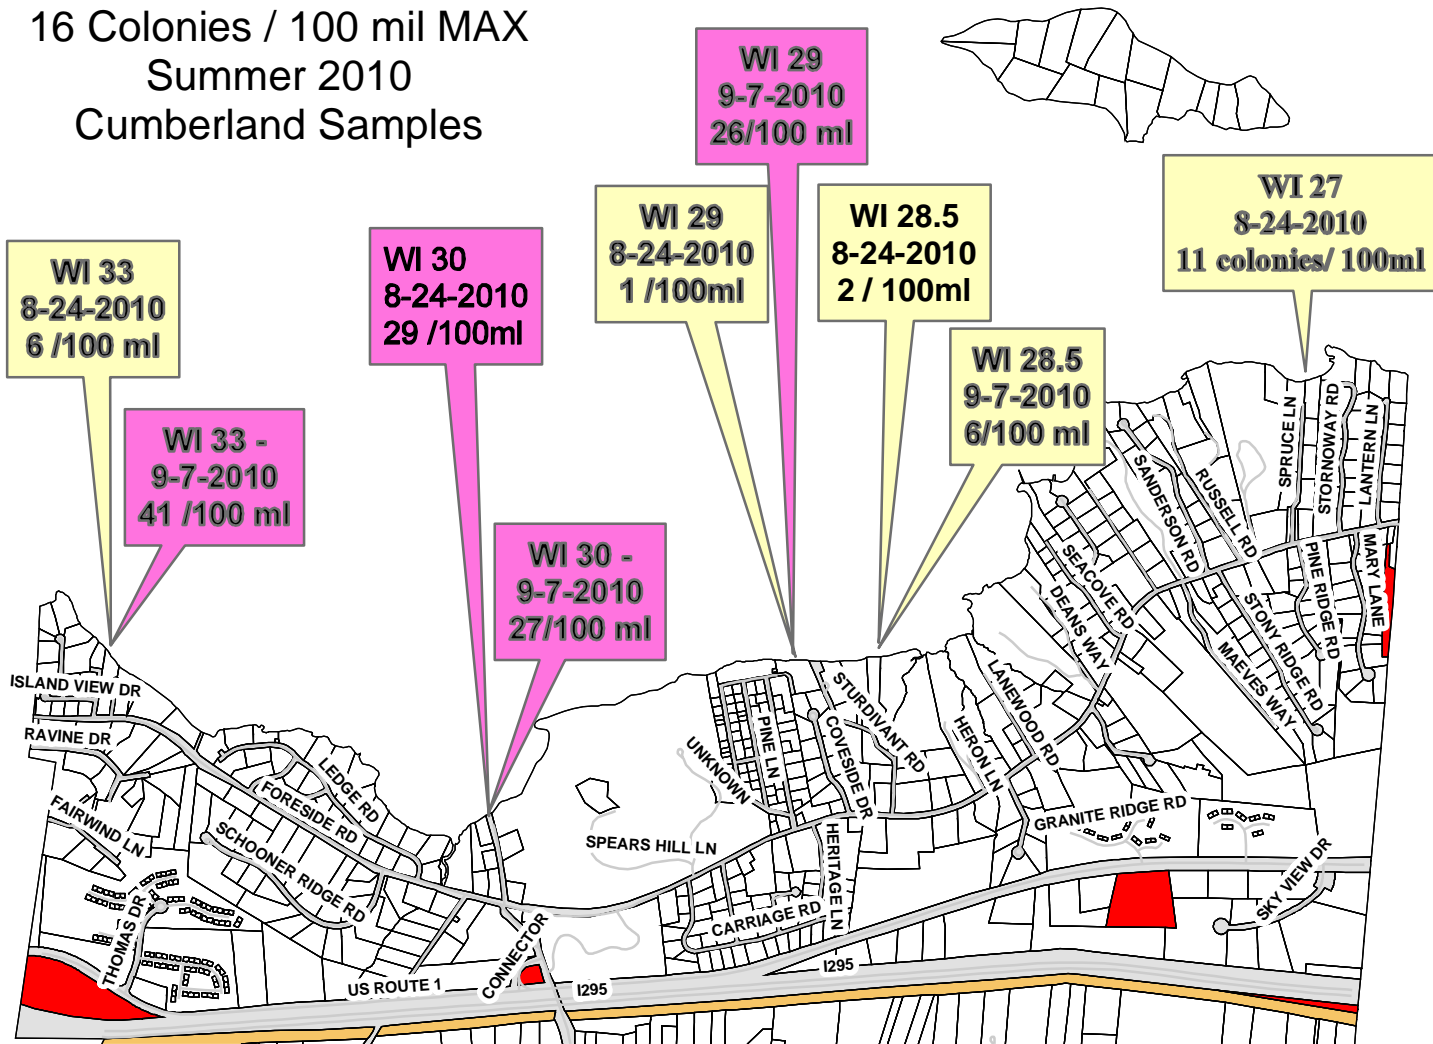 16 Colonies / 100 mil MAX
Summer 2010
Cumberland Samples
WI 29
9-7-2010
26/100 ml
WI 27
8-24-2010
11 colonies/ 100ml
WI 29
8-24-2010
1 /100ml
WI 28.5
8-24-2010
2 / 100ml
WI 33
8-24-2010
6 /100 ml
WI 30
8-24-2010
29 /100ml
WI 28.5
9-7-2010
6/100 ml
WI 33 -
9-7-2010
41 /100 ml
WI 30 -
9-7-2010
27/100 ml
SPRUCE LN
STORNOWAY RD
LANTERN LN
SANDERSON RD
RUSSELL RD
SEACOVE RD
DEANS WAY
PINE RIDGE RD
MARY LANE
STONY RIDGE RD
MAEVES WAY
ISLAND VIEW DR
RAVINE DR
FAIRWIND LN
LEDGE RD
FORESIDE RD
SCHOONER RIDGE RD
THOMAS DR
UNKNOWN
PINE LN
COVESIDE DR
STURDIVANT RD
HERON LN
LANEWOOD RD
SPEARS HILL LN
HERITAGE LN
GRANITE RIDGE RD
CARRIAGE RD
SKY VIEW DR
US ROUTE 1
CONNECTOR
I295
I295